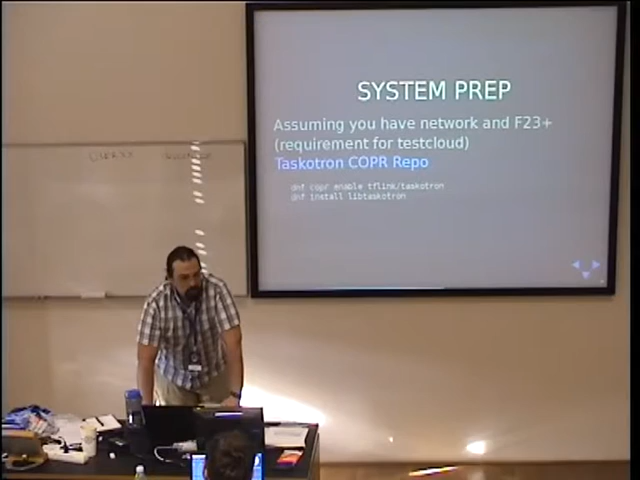 SYSTEM PREP
Assuming you have network and F23+
(requirement for testcloud)
Taskotron COPR Repo
dnf copr enable tflink/taskotron
dnf install libtaskotron